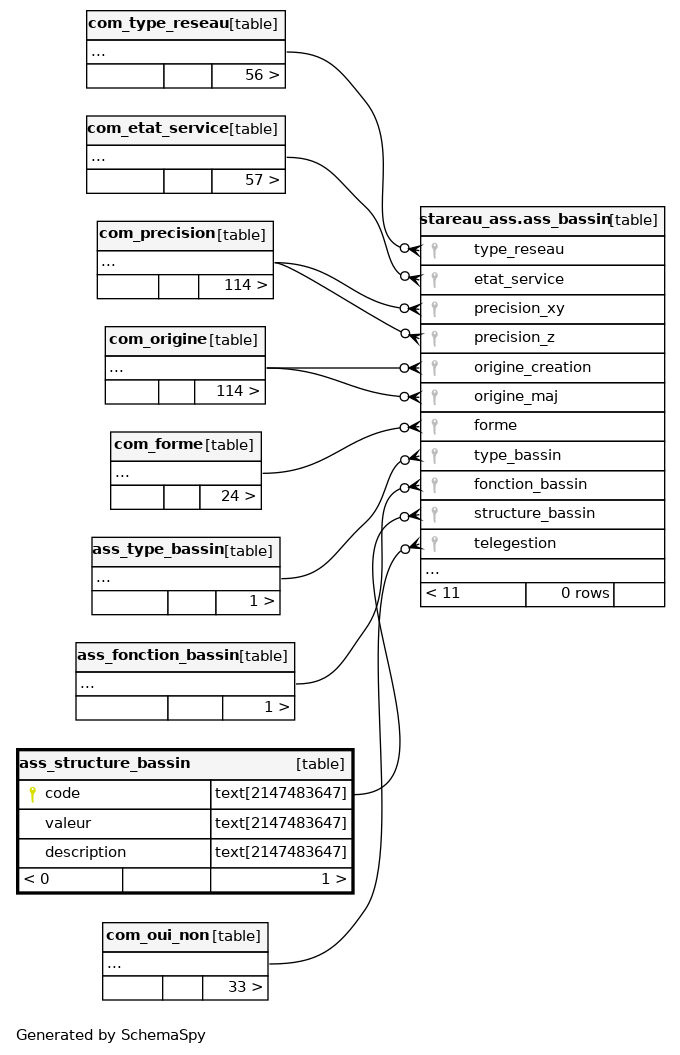 com_type_reseau [table]
...
56 >
com_etat_service [table]
...
57 >
com_precision [table]
...
114 >
com_origine [table]
...
114 >
com_forme [table]
...
24 >
ass_type_bassin [table]
...
1 >
ass_fonction_bassin [table]
...
1 >
ass_structure_bassin [table]
code text[2147483647]
valeur text[2147483647]
description text[2147483647]
< 0 1 >
com_oui_non [table]
...
33 >
stareau_ass.ass_bassin [table]
type_reseau
etat_service
precision_xy
precision_z
origine_creation
origine_maj
forme
type_bassin
fonction_bassin
structure_bassin
telegestion
...
< 11 0 rows
Generated by SchemaSpy